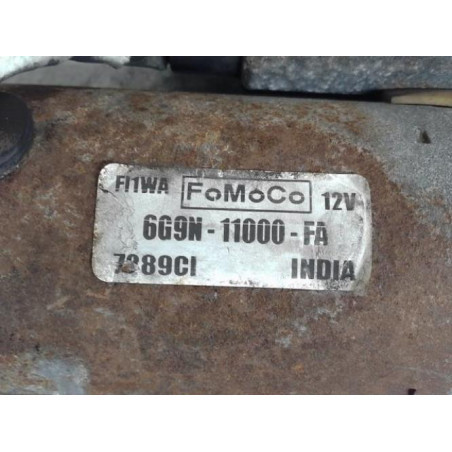 FI1WA FoMoCo 12V
6G9N-11000-FA
7289CI INDIA